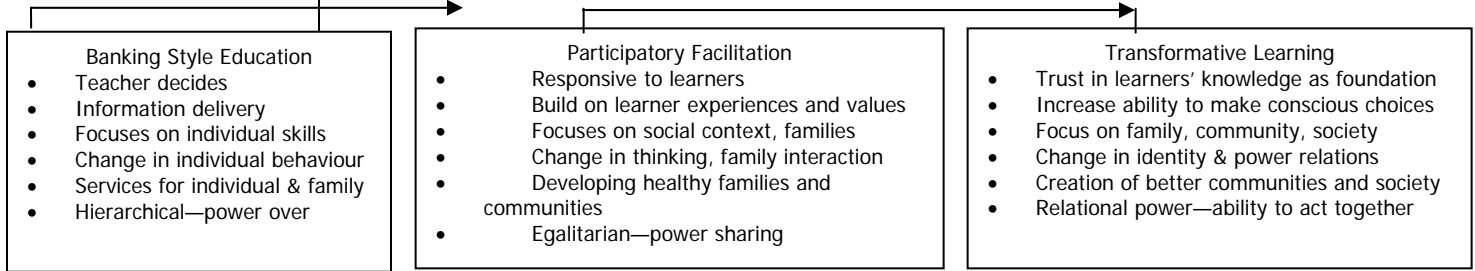 Banking Style Education
• Teacher decides
• Information delivery
• Focuses on individual skills
• Change in individual behaviour
• Services for individual & family
• Hierarchical—power over
Participatory Facilitation
• Responsive to learners
• Build on learner experiences and values
• Focuses on social context, families
• Change in thinking, family interaction
• Developing healthy families and
communities
• Egalitarian—power sharing
Transformative Learning
• Trust in learners’ knowledge as foundation
• Increase ability to make conscious choices
• Focus on family, community, society
• Change in identity & power relations
• Creation of better communities and society
• Relational power—ability to act together